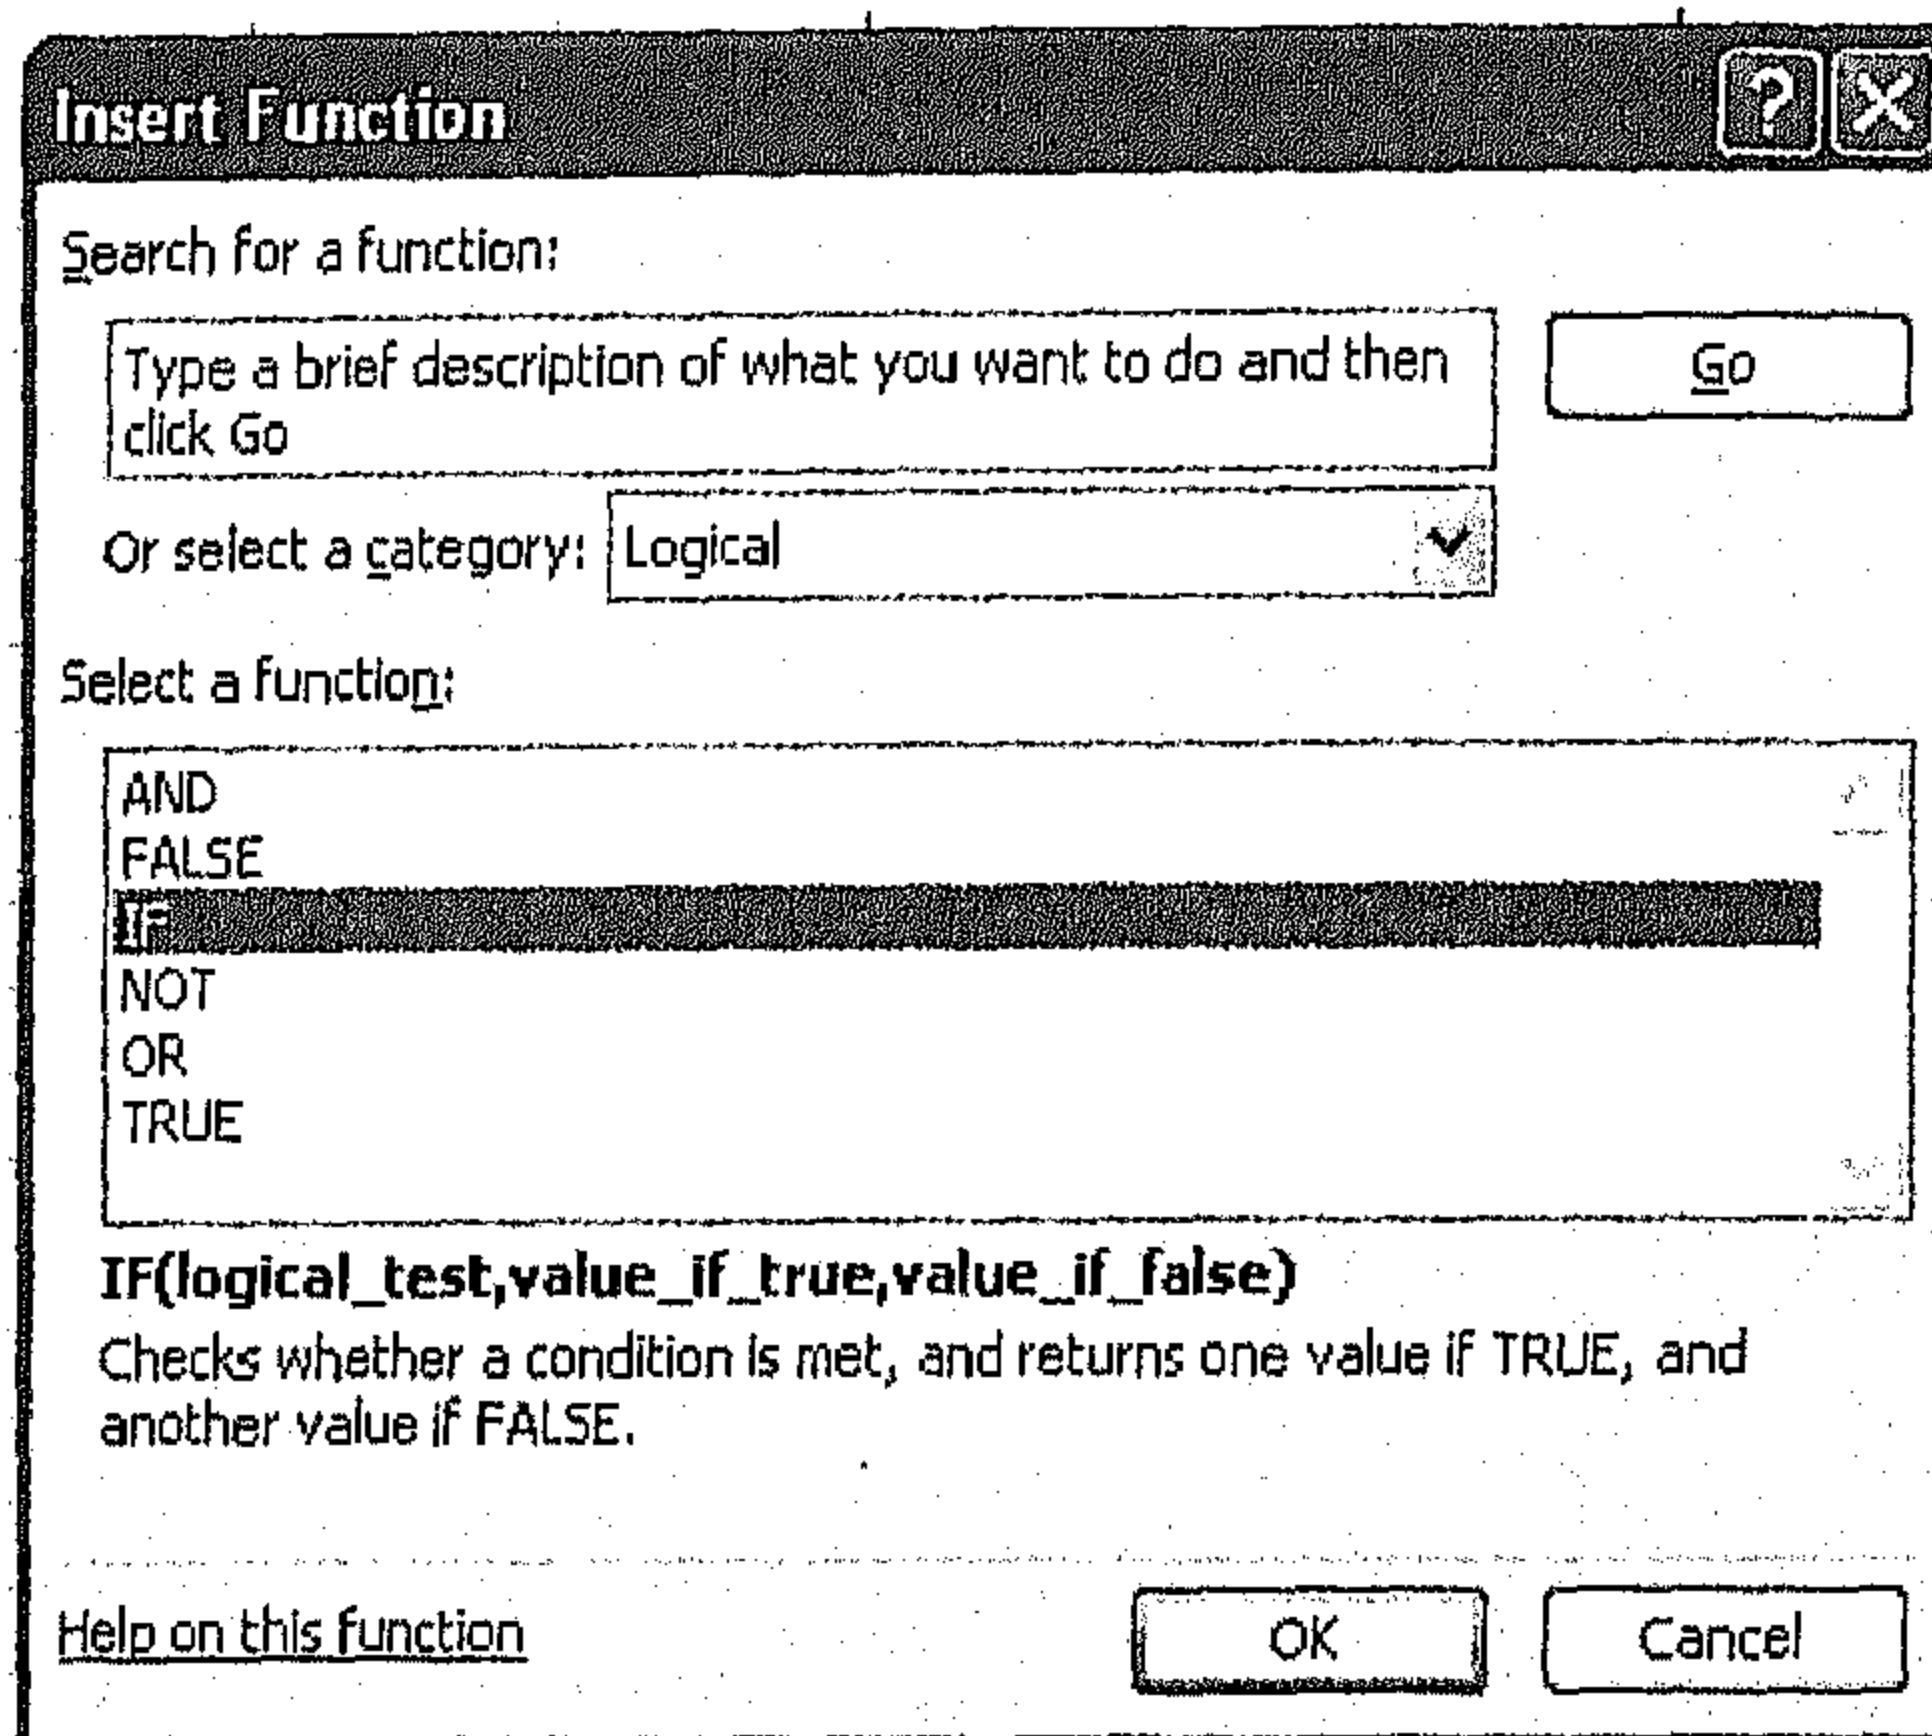 Insert Function
Search for a function:
Type a brief description of what you want to do and then
click Go
Go
Or select a category: Logical
Select a function:
AND
FALSE
IF
NOT
OR
TRUE
IF(logical_test,value_if_true,value_if_false)
Checks whether a condition is met, and returns one value if TRUE, and
another value if FALSE.
Help on this function
OK
Cancel